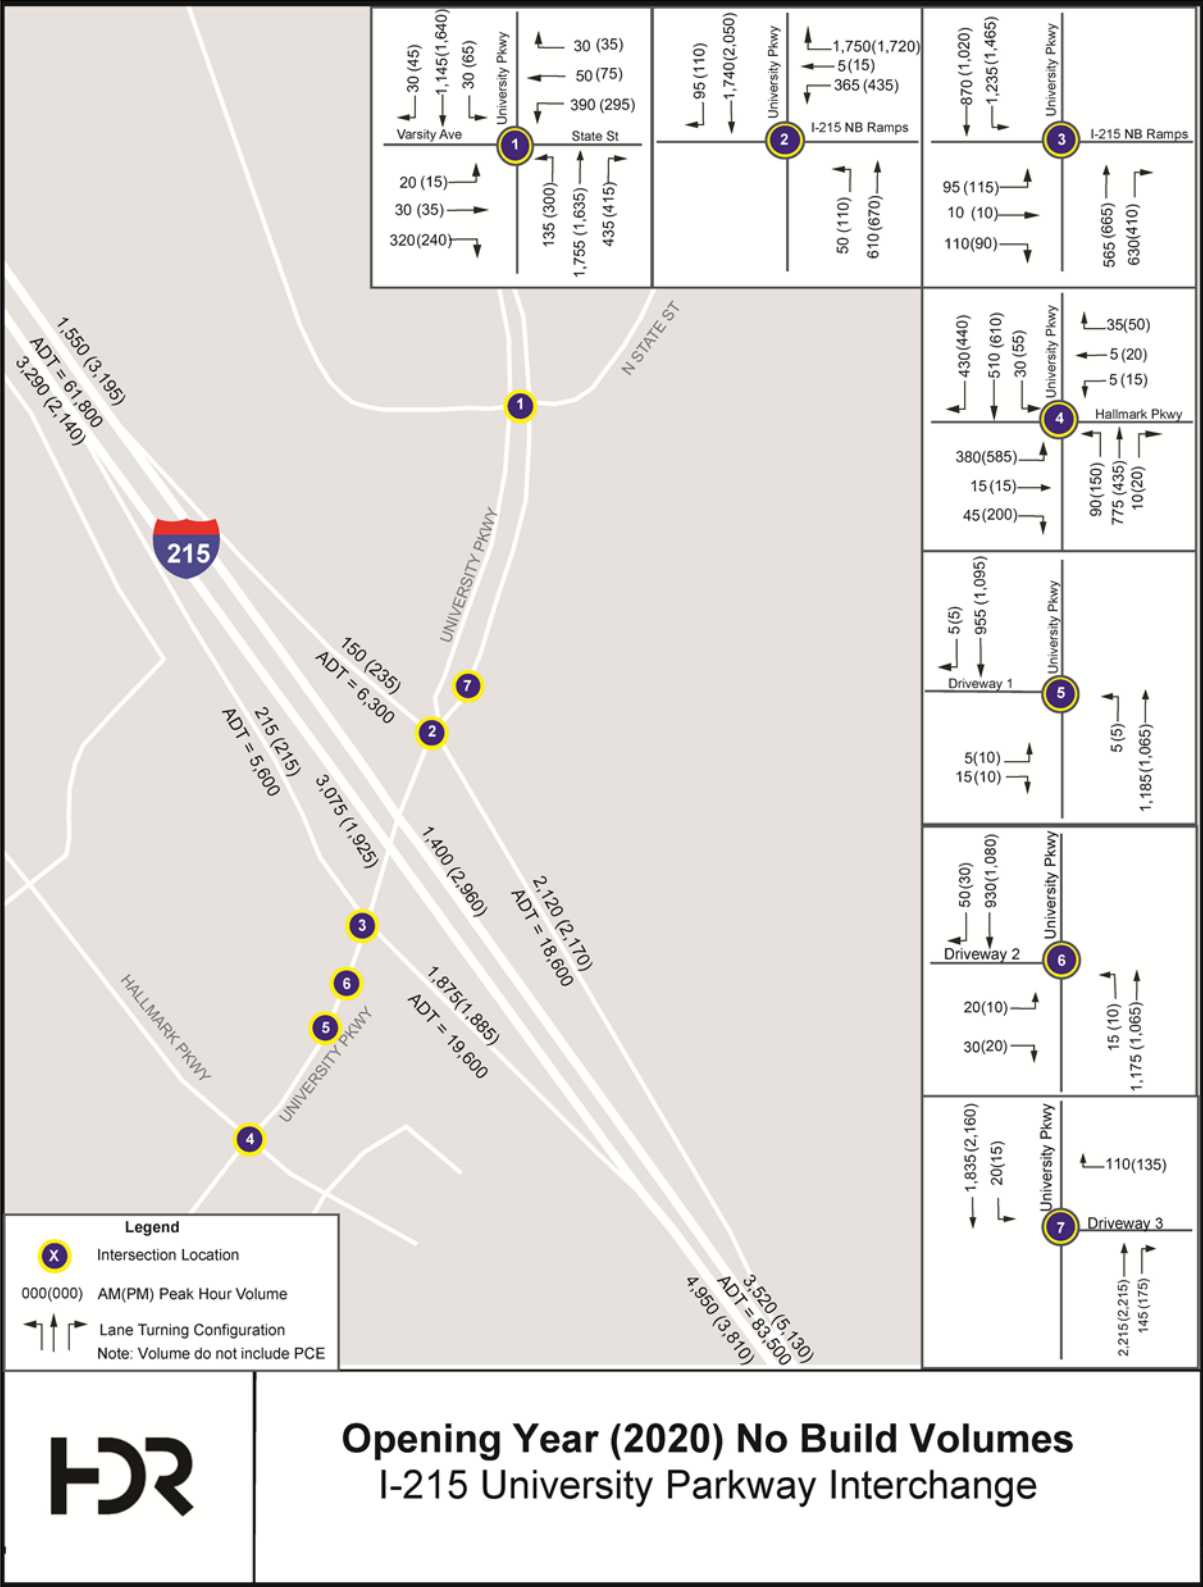 30 (45)
1,145(1,640)
30 (65)
University Pkwy
30 (35)
50 (75)
390 (295)
Varsity Ave
1
State St
20 (15)
30 (35)
320(240)
135 (300)
1,755 (1,635)
435 (415)
95 (110)
1,740(2,050)
University Pkwy
1,750(1,720)
5(15)
365 (435)
2
I-215 NB Ramps
50 (110)
610 (670)
870 (1,020)
1,235 (1,465)
University Pkwy
3
I-215 NB Ramps
95 (115)
10 (10)
110(90)
565 (665)
630(410)
430(440)
510 (610)
30 (55)
University Pkwy
35(50)
5 (20)
5 (15)
4
Hallmark Pkwy
380(585)
15 (15)
45(200)
90(150)
775 (435)
10(20)
5(5)
955 (1,095)
University Pkwy
Driveway 1
5
5(10)
15(10)
5(5)
1,185(1,065)
50(30)
930(1,080)
University Pkwy
Driveway 2
6
20(10)
30(20)
15 (10)
1,175 (1,065)
1,835 (2,160)
20(15)
University Pkwy
110(135)
7
Driveway 3
2,215(2,215)
145 (175)
1,550 (3,195)
ADT = 61,800
3,290 (2,140)
N STATE ST
1
215
UNIVERSITY PKWY
150 (235)
ADT = 6,300
7
2
215 (215)
ADT = 5,600
3,075 (1,925)
1,400 (2,960)
2,120 (2,170)
ADT = 18,600
3
6
5
1,875(1,885)
ADT = 19,600
HALLMARK PKWY
UNIVERSITY PKWY
4
3,520 (5,130)
ADT = 83,500
4,950 (3,810)
Legend
X Intersection Location
000(000) AM(PM) Peak Hour Volume
Lane Turning Configuration
Note: Volume do not include PCE
HDR
Opening Year (2020) No Build Volumes
I-215 University Parkway Interchange